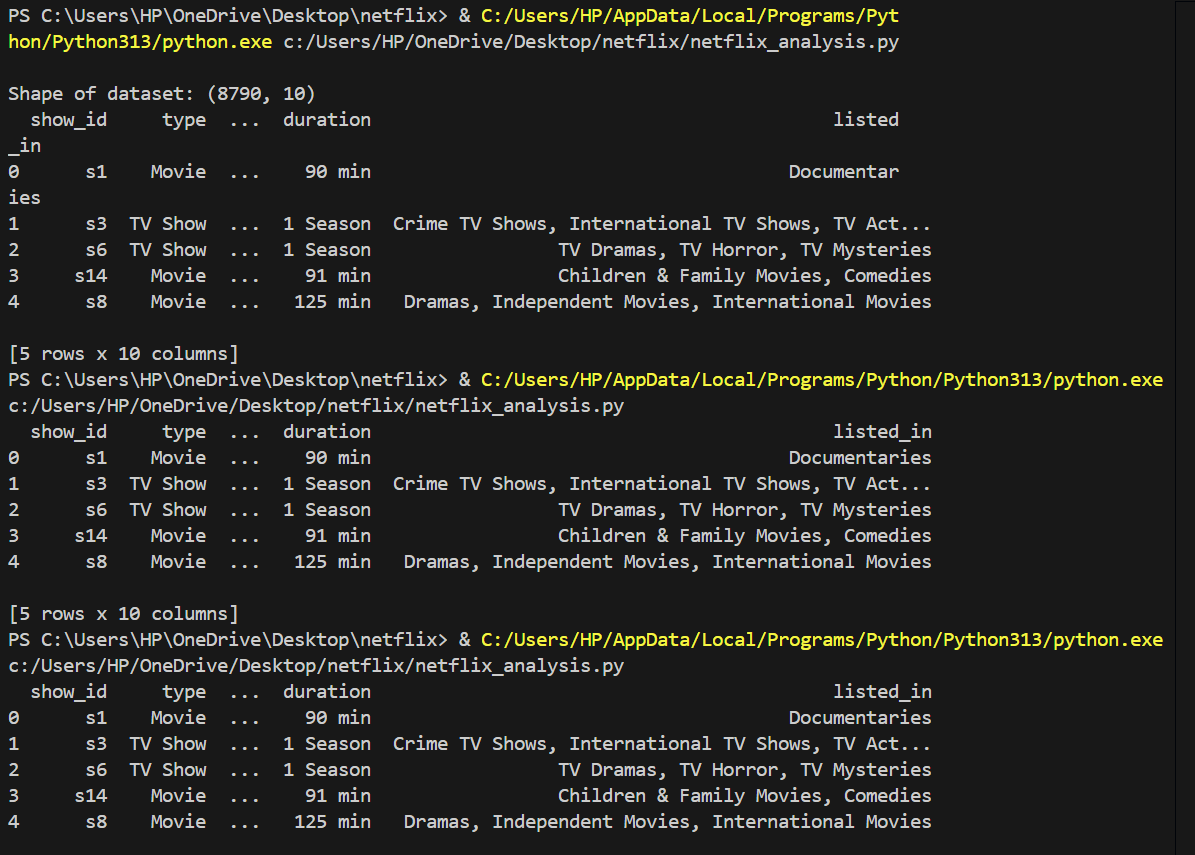 PS C:\Users\HP\OneDrive\Desktop\netflix> & C:/Users/HP/AppData/Local/Programs/Pyt
hon/Python313/python.exe c:/Users/HP/OneDrive/Desktop/netflix/netflix_analysis.py
Shape of dataset: (8790, 10)
show_id type ... duration listed
_in
0 s1 Movie ... 90 min Documentar
ies
1 s3 TV Show ... 1 Season Crime TV Shows, International TV Shows, TV Act...
2 s6 TV Show ... 1 Season TV Dramas, TV Horror, TV Mysteries
3 s14 Movie ... 91 min Children & Family Movies, Comedies
4 s8 Movie ... 125 min Dramas, Independent Movies, International Movies
[5 rows x 10 columns]
PS C:\Users\HP\OneDrive\Desktop\netflix> & C:/Users/HP/AppData/Local/Programs/Python/Python313/python.exe
c:/Users/HP/OneDrive/Desktop/netflix/netflix_analysis.py
show_id type ... duration listed_in
0 s1 Movie ... 90 min Documentaries
1 s3 TV Show ... 1 Season Crime TV Shows, International TV Shows, TV Act...
2 s6 TV Show ... 1 Season TV Dramas, TV Horror, TV Mysteries
3 s14 Movie ... 91 min Children & Family Movies, Comedies
4 s8 Movie ... 125 min Dramas, Independent Movies, International Movies
[5 rows x 10 columns]
PS C:\Users\HP\OneDrive\Desktop\netflix> & C:/Users/HP/AppData/Local/Programs/Python/Python313/python.exe
c:/Users/HP/OneDrive/Desktop/netflix/netflix_analysis.py
show_id type ... duration listed_in
0 s1 Movie ... 90 min Documentaries
1 s3 TV Show ... 1 Season Crime TV Shows, International TV Shows, TV Act...
2 s6 TV Show ... 1 Season TV Dramas, TV Horror, TV Mysteries
3 s14 Movie ... 91 min Children & Family Movies, Comedies
4 s8 Movie ... 125 min Dramas, Independent Movies, International Movies